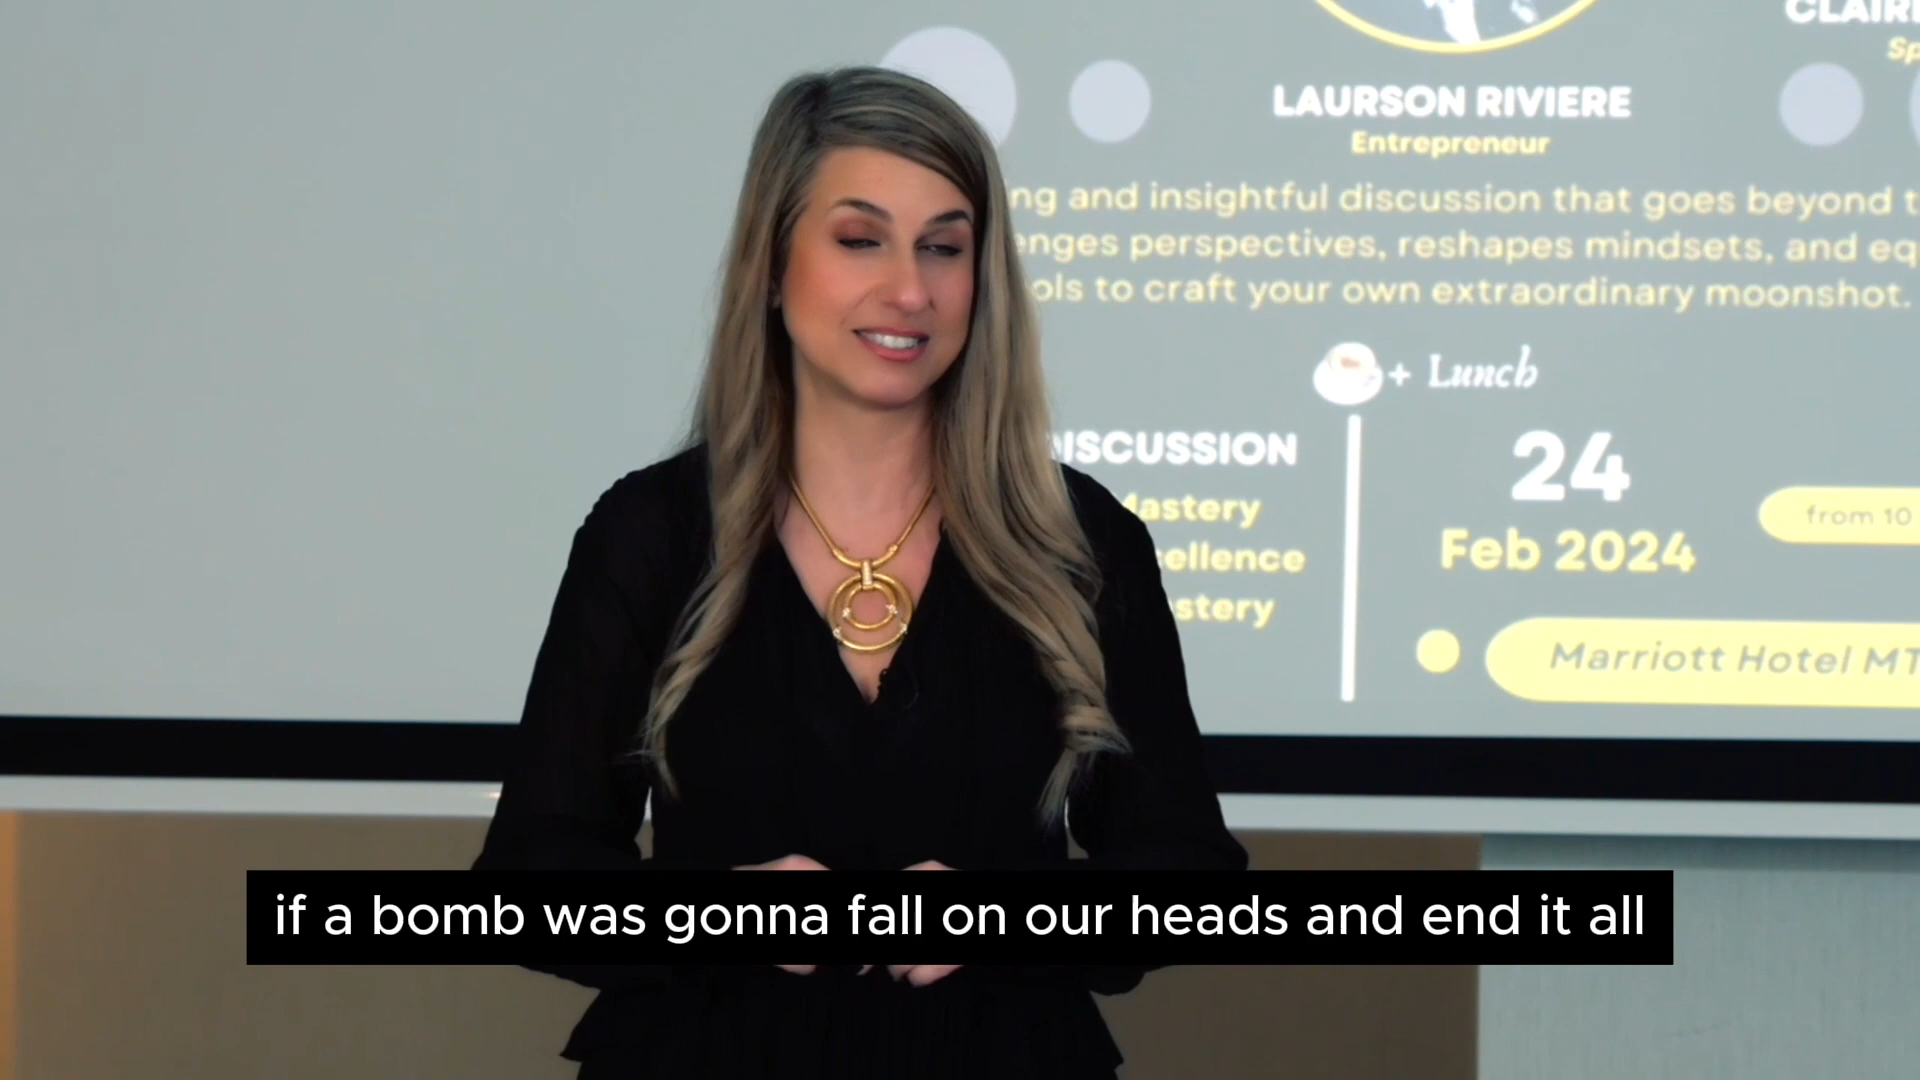 CLAIR
Sp
LAURSON RIVIERE
Entrepreneur
ng and insightful discussion that goes beyond t
enges perspectives, reshapes mindsets, and eq
ols to craft your own extraordinary moonshot.
+ Lunch
ISCUSSION
24
Feb 2024
from 10
Mastery
cellence
stery
Marriott Hotel MT
if a bomb was gonna fall on our heads and end it all